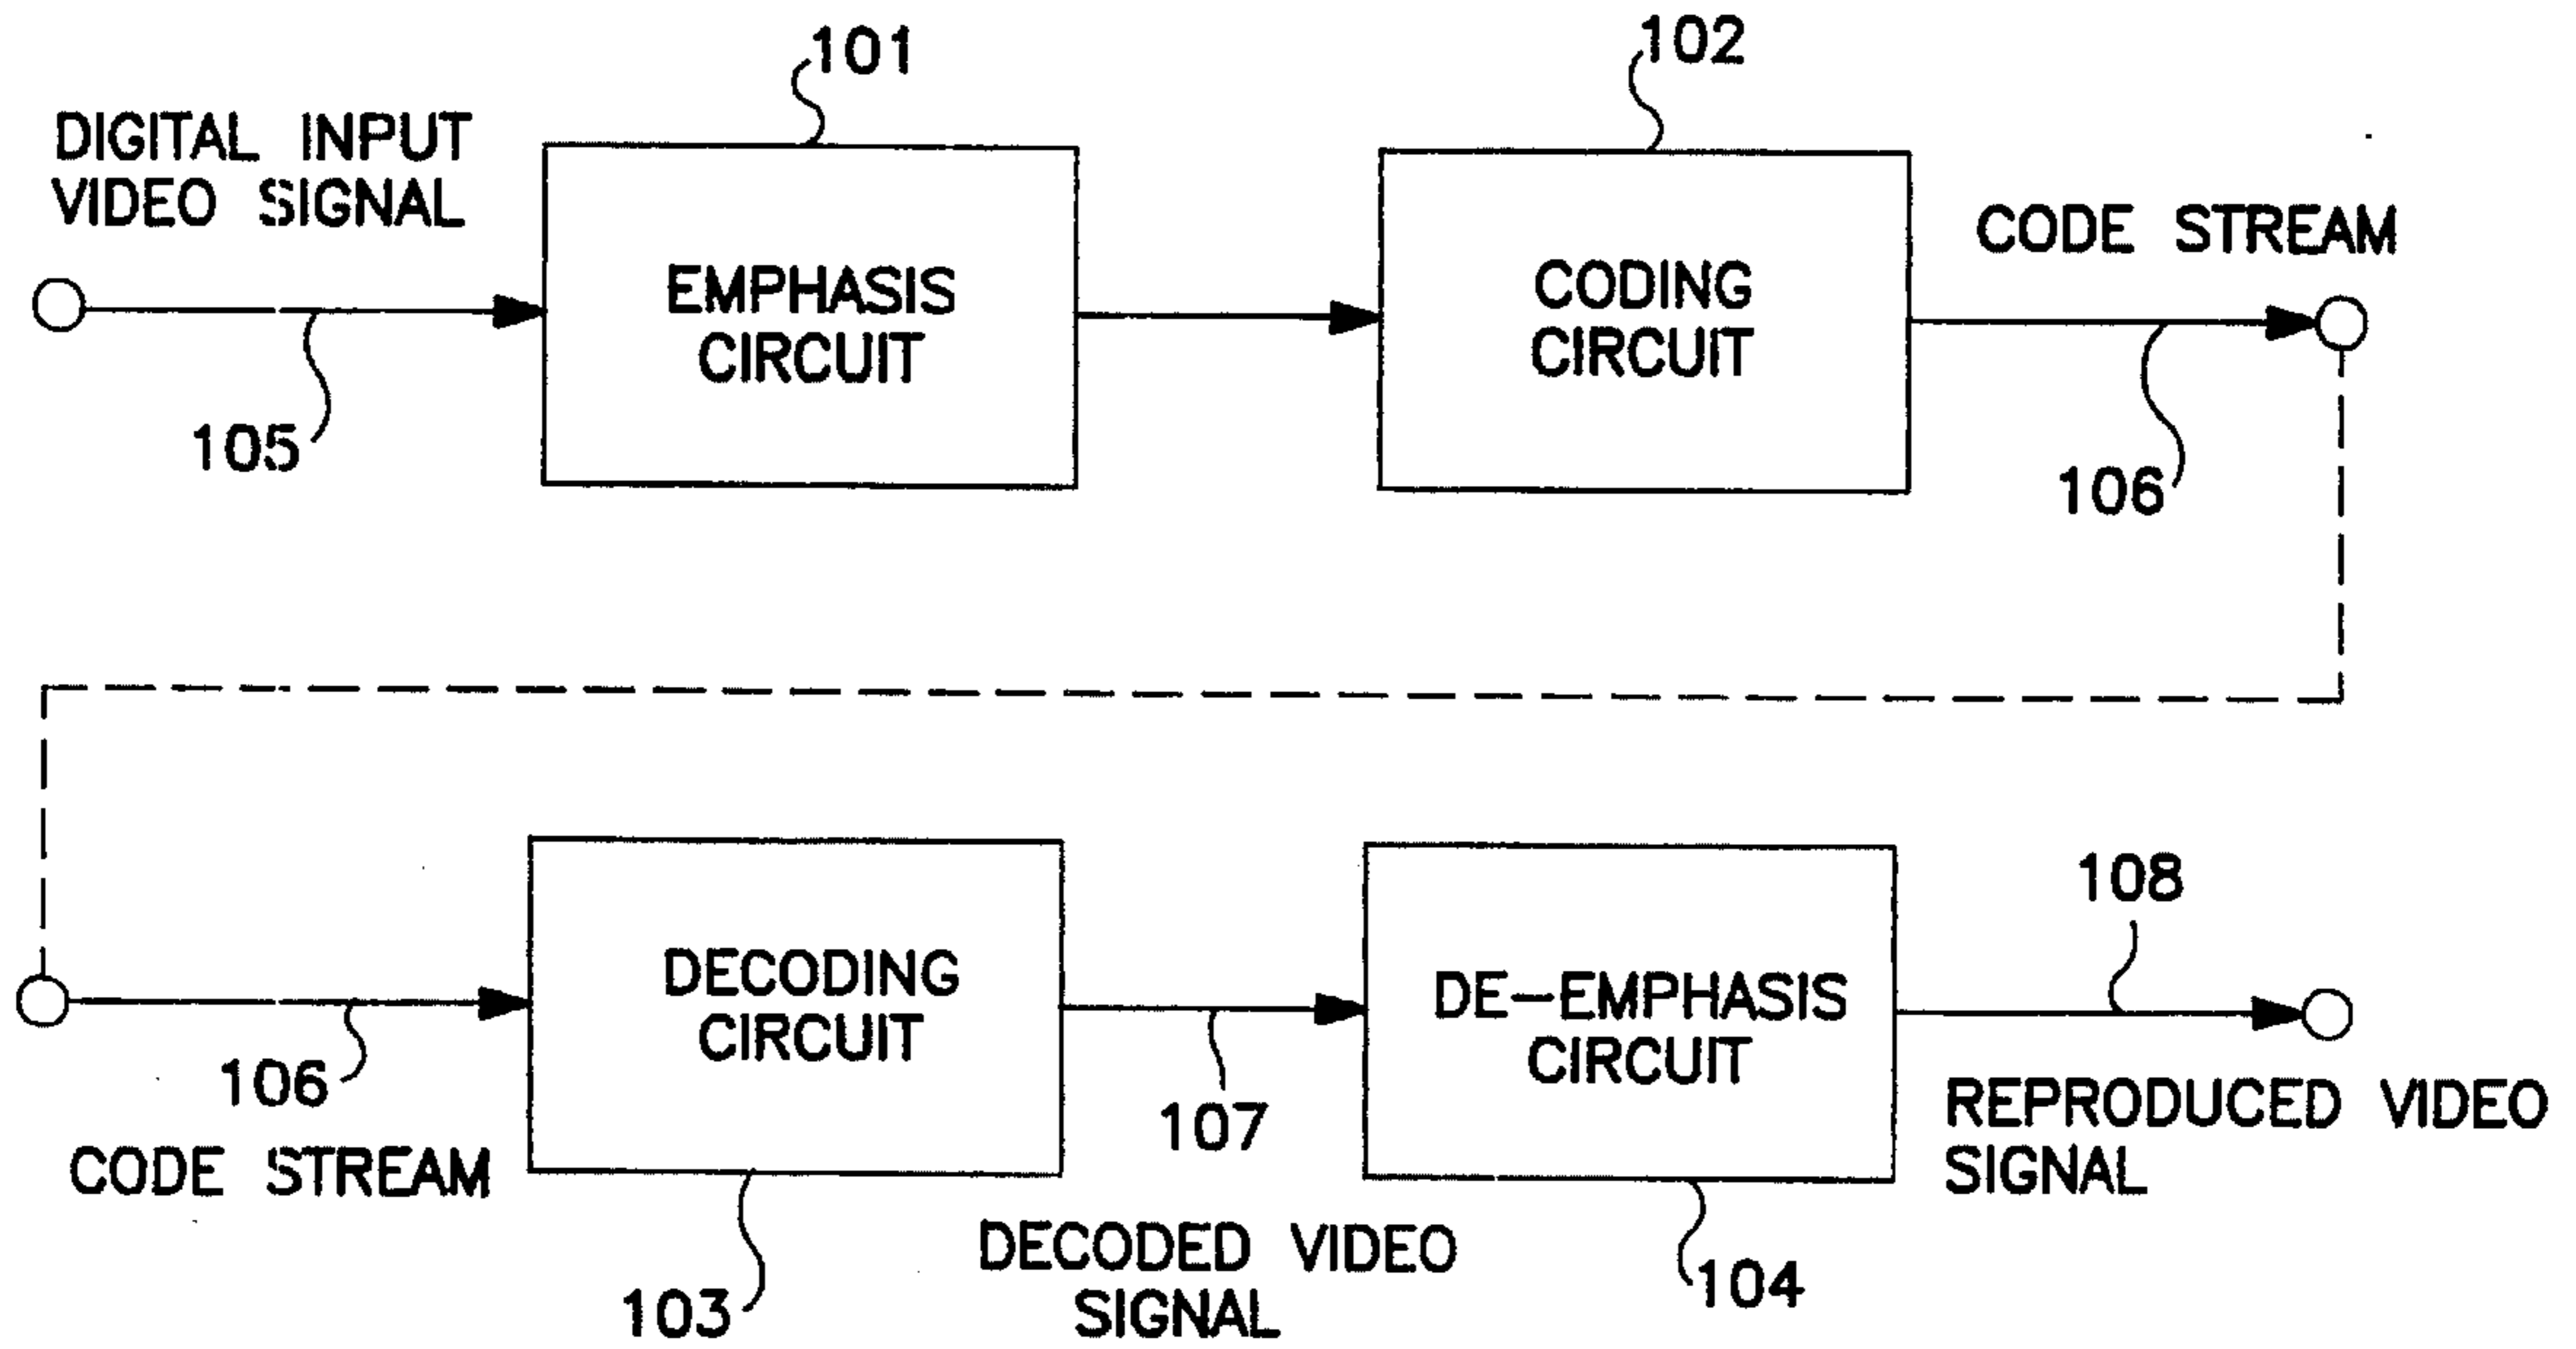 101
102
DIGITAL INPUT
VIDEO SIGNAL
EMPHASIS
CIRCUIT
CODING
CIRCUIT
CODE STREAM
105
106
DECODING
CIRCUIT
DE-EMPHASIS
CIRCUIT
108
106
CODE STREAM
107
REPRODUCED VIDEO
SIGNAL
103
DECODED VIDEO
SIGNAL
104